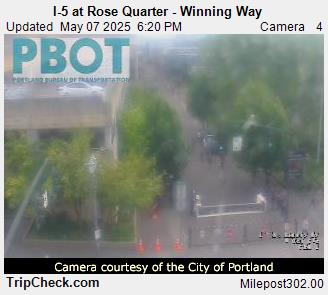 I-5 at Rose Quarter - Winning Way
Updated May 07 2025 6:20 PM Camera 4
PBOT
PORTLAND BUREAU OF TRANSPORTATION
Camera courtesy of the City of Portland
TripCheck.com Milepost302.00